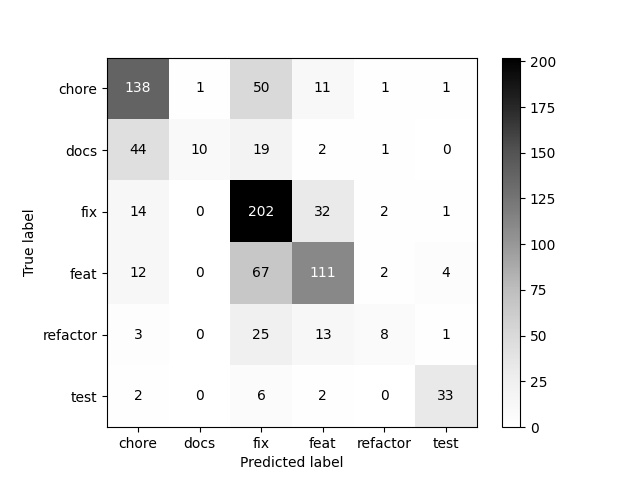 chore 138 1 50 11 1 1
docs 44 10 19 2 1 0
fix 14 0 202 32 2 1
feat 12 0 67 111 2 4
refactor 3 0 25 13 8 1
test 2 0 6 2 0 33
chore docs fix feat refactor test
Predicted label
True label
200
175
150
125
100
75
50
25
0